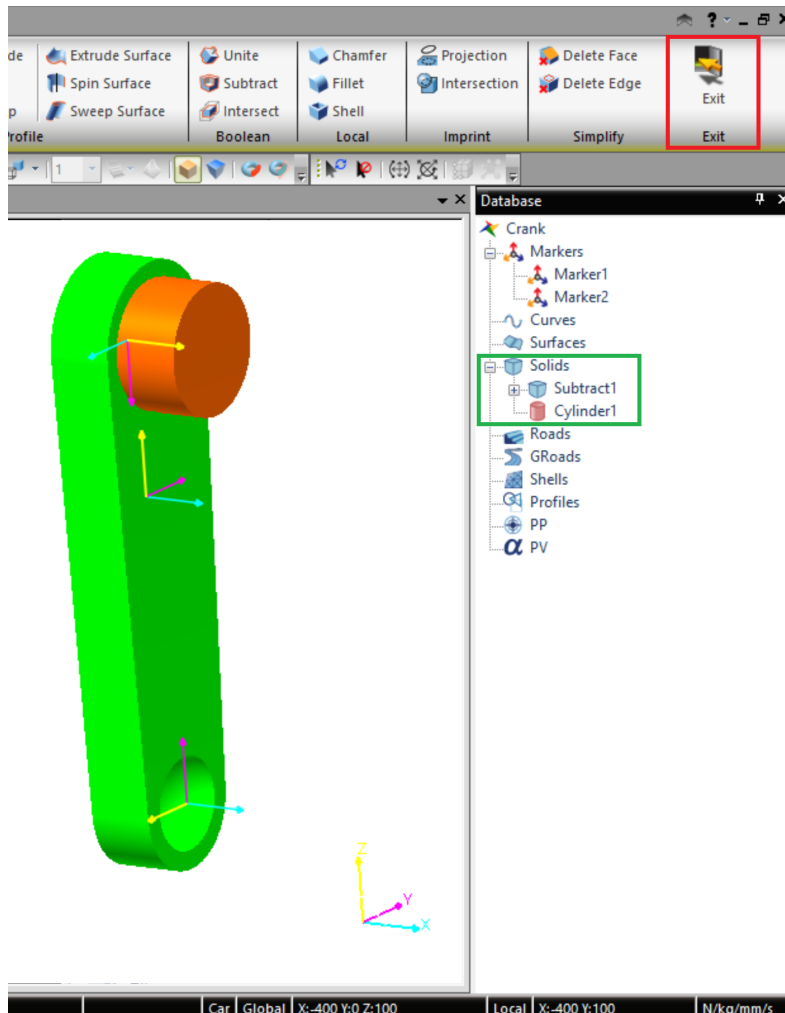 ?
de Extrude Surface Unite Chamfer Projection Delete Face
Spin Surface Subtract Fillet Intersection Delete Edge
p Sweep Surface Intersect Shell Exit
rofile Boolean Local Imprint Simplify Exit
1
Database
Crank
Markers
Marker1
Marker2
Curves
Surfaces
Solids
Subtract1
Cylinder1
Roads
GRoads
Shells
Profiles
PP
α PV
Z
Y
X
Car Global X:-400 Y:0 Z:100 Local X:-400 Y:100 N/kg/mm/s